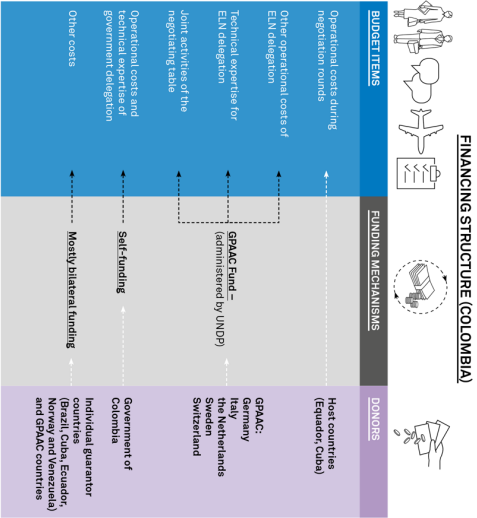 FINANCING STRUCTURE (COLOMBIA)
BUDGET ITEMS
Operational costs during
negotiation rounds
Other operational costs of
ELN delegation
Technical expertise for
ELN delegation
Joint activities of the
negotiating table
Operational costs and
technical expertise of
government delegation
Other costs
FUNDING MECHANISMS
GPAAC Fund –
(administered by UNDP)
Self-funding
Mostly bilateral funding
DONORS
Host countries
(Equador, Cuba)
GPAAC:
Germany
Italy
the Netherlands
Sweden
Switzerland
Government of
Colombia
Individual guarantor
countries
(Brazil, Cuba, Ecuador,
Norway and Venezuela)
and GPAAC countries